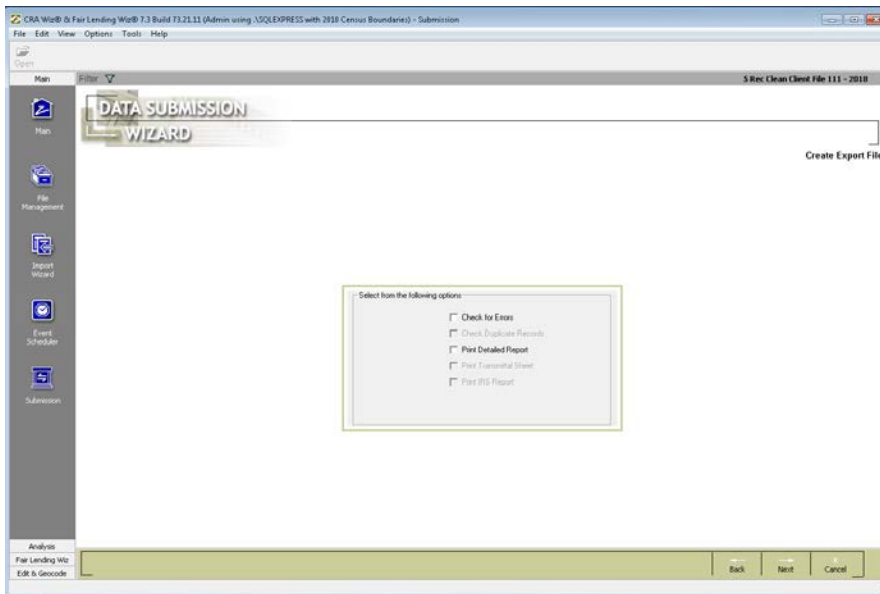 CRA Wiz® & Fair Lending Wiz® 7.3 Build 7.3.21.11 (Admin using .\SQLEXPRESS with 2010 Census Boundaries) - Submission
File Edit View Options Tools Help
Open
Main
Filter
5 Rec Clean Client File 111 - 2018
DATA SUBMISSION
WIZARD
Create Export File
Main
File
Management
Import
Wizard
Event
Scheduler
Submission
Select from the following options
Check for Errors
Check Duplicate Records
Print Detailed Report
Print Transmittal Sheet
Print IRS Report
Analysis
Fair Lending Wiz
Edit & Geocode
Back
Next
Cancel